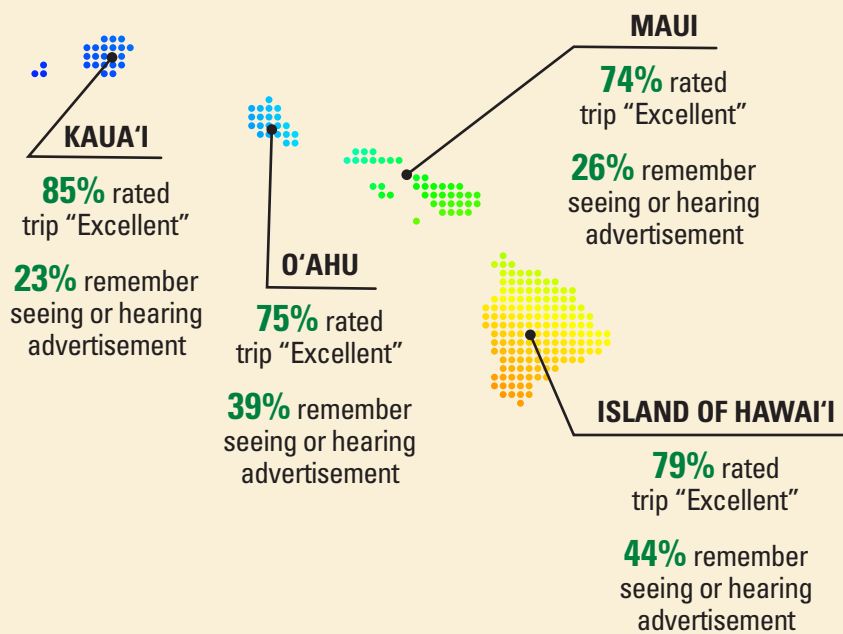 MAUI
74% rated
trip “Excellent”
26% remember
seeing or hearing
advertisement
KAUA‘I
85% rated
trip “Excellent”
23% remember
seeing or hearing
advertisement
O‘AHU
75% rated
trip “Excellent”
39% remember
seeing or hearing
advertisement
ISLAND OF HAWAI‘I
79% rated
trip “Excellent”
44% remember
seeing or hearing
advertisement